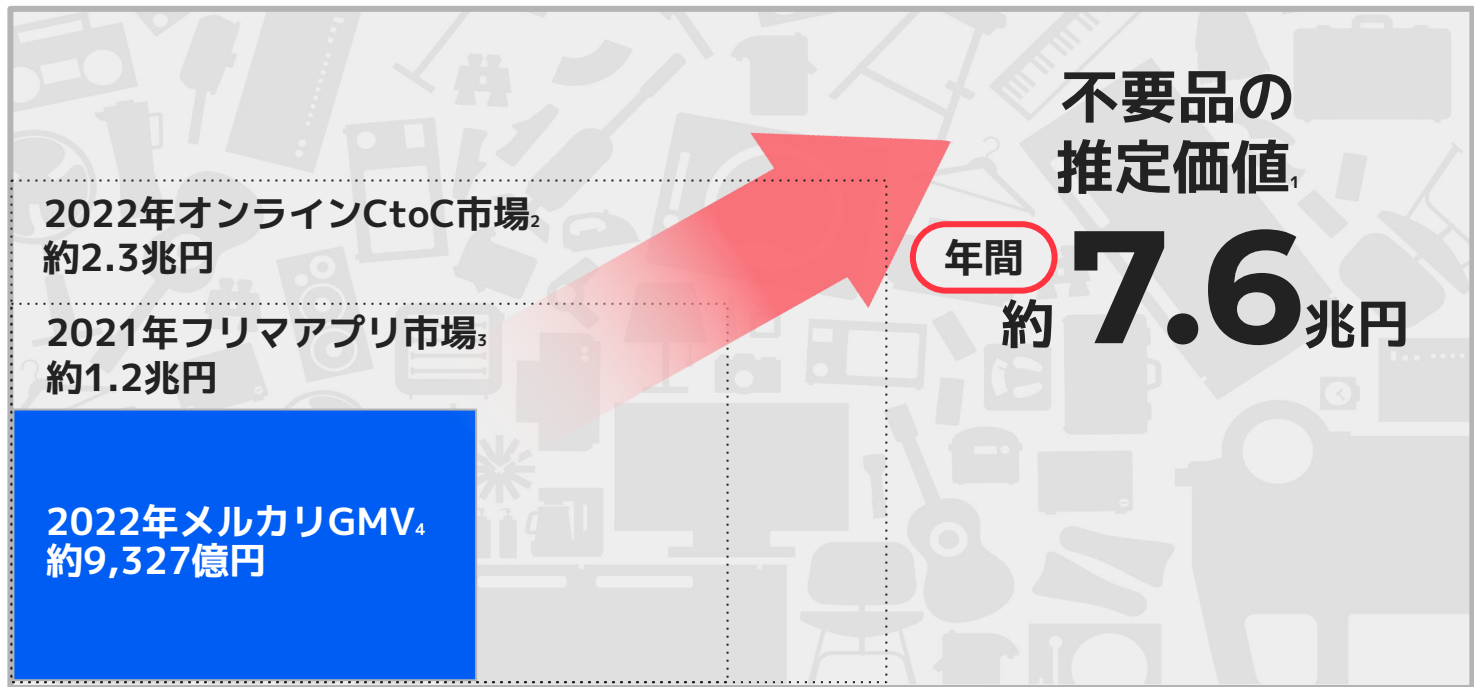 不要品の
推定価値1
年間
約7.6兆円
2022年オンラインCtoC市場2
約2.3兆円
2021年フリマアプリ市場3
約1.2兆円
2022年メルカリGMV4
約9,327億円